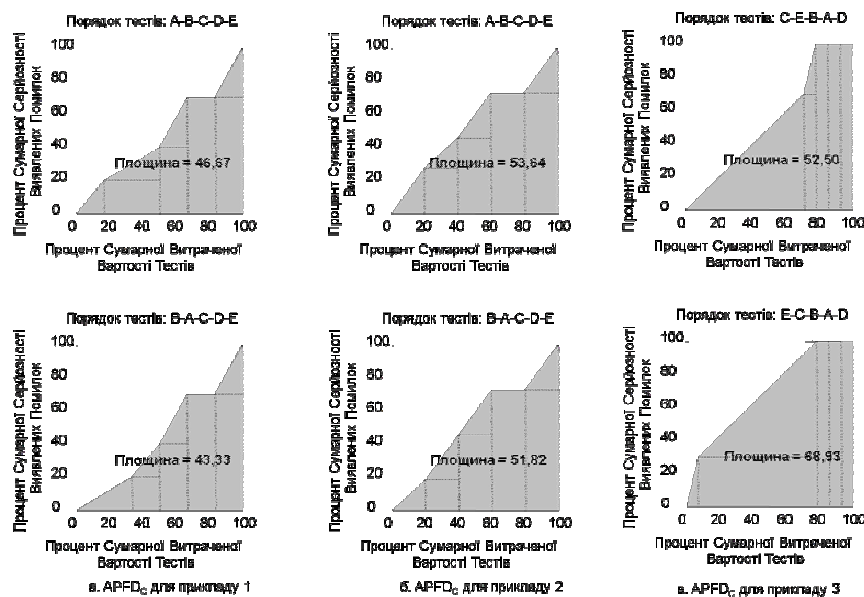 Порядок тестів: A-B-C-D-E
Процент Сумарної Серйозності
Виявлених Помилок
100
80
60
40
20
0
Площина = 46,67
0 20 40 60 80 100
Процент Сумарної Витраченої
Вартості Тестів
Порядок тестів: A-B-C-D-E
Процент Сумарної Серйозності
Виявлених Помилок
100
80
60
40
20
0
Площина = 53,64
0 20 40 60 80 100
Процент Сумарної Витраченої
Вартості Тестів
Порядок тестів: C-E-B-A-D
Процент Сумарної Серйозності
Виявлених Помилок
100
80
60
40
20
0
Площина = 52,50
0 20 40 60 80 100
Процент Сумарної Витраченої
Вартості Тестів
Порядок тестів: B-A-C-D-E
Процент Сумарної Серйозності
Виявлених Помилок
100
80
60
40
20
0
Площина = 43,33
0 20 40 60 80 100
Процент Сумарної Витраченої
Вартості Тестів
а. APFDC для прикладу 1
Порядок тестів: B-A-C-D-E
Процент Сумарної Серйозності
Виявлених Помилок
100
80
60
40
20
0
Площина = 51,82
0 20 40 60 80 100
Процент Сумарної Витраченої
Вартості Тестів
б. APFDC для прикладу 2
Порядок тестів: E-C-B-A-D
Процент Сумарної Серйозності
Виявлених Помилок
100
80
60
40
20
0
Площина = 68,93
0 20 40 60 80 100
Процент Сумарної Витраченої
Вартості Тестів
в. APFDC для прикладу 3